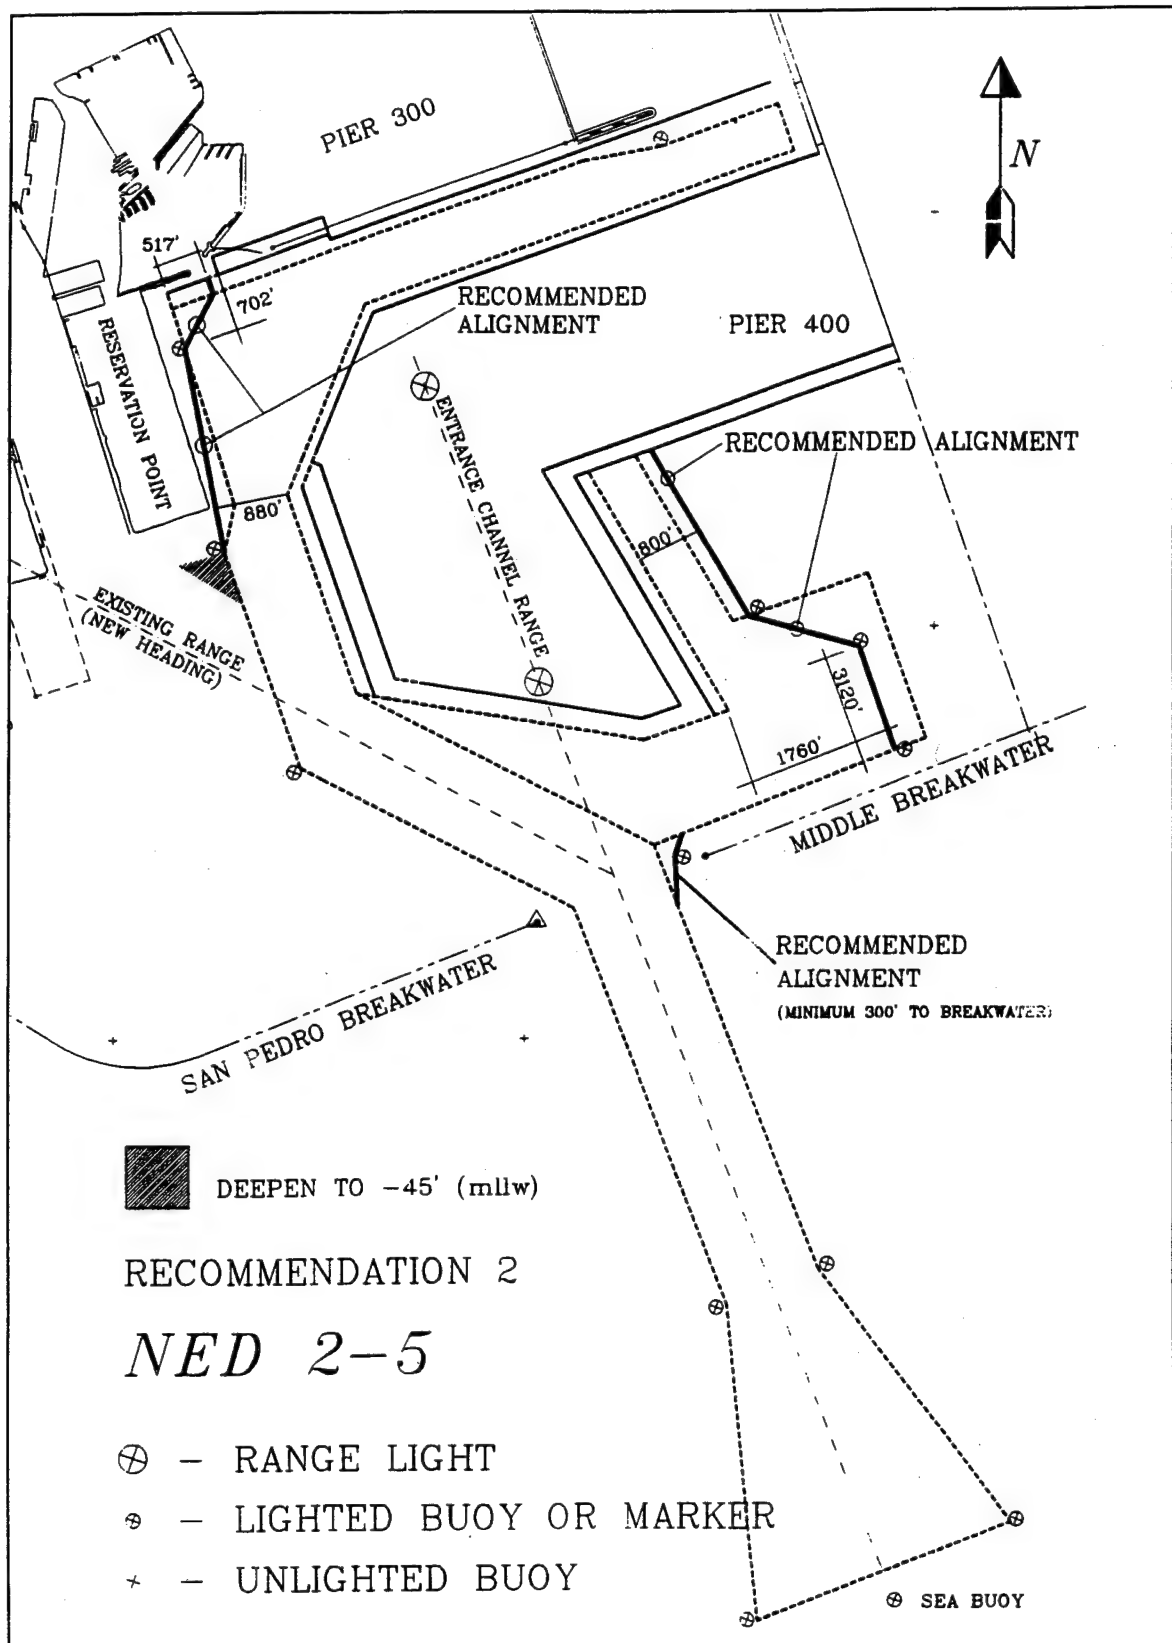 PIER 300
N
517'
702'
RECOMMENDED
ALIGNMENT
PIER 400
RESERVATION POINT
ENTRANCE CHANNEL RANGE
RECOMMENDED ALIGNMENT
880'
800'
EXISTING RANGE
(NEW HEADING)
3120'
1760'
MIDDLE BREAKWATER
RECOMMENDED
ALIGNMENT
(MINIMUM 300' TO BREAKWATER)
SAN PEDRO BREAKWATER
DEEPEN TO -45' (mllw)
RECOMMENDATION 2
NED 2-5
- RANGE LIGHT
- LIGHTED BUOY OR MARKER
- UNLIGHTED BUOY
SEA BUOY